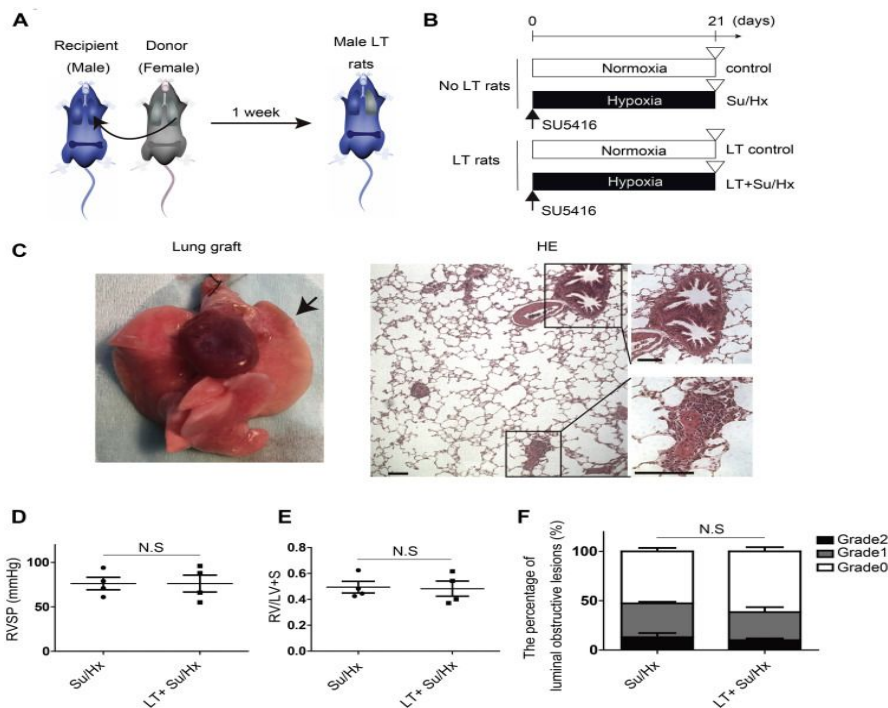 A
Recipient
(Male)
Donor
(Female)
1 week
Male LT
rats
B
0
21
(days)
No LT rats
Normoxia
control
Hypoxia
Su/Hx
SU5416
LT rats
Normoxia
LT control
Hypoxia
LT+Su/Hx
SU5416
C
Lung graft
HE
D
N.S
100
50
0
RVSP (mmHg)
Su/Hx
LT+ Su/Hx
E
N.S
0.8
0.6
0.4
0.2
0.0
RV/LV+S
Su/Hx
LT+ Su/Hx
F
N.S
100
50
0
The percentage of
luminal obstructive lesions (%)
Su/Hx
LT+ Su/Hx
Grade2
Grade1
Grade0